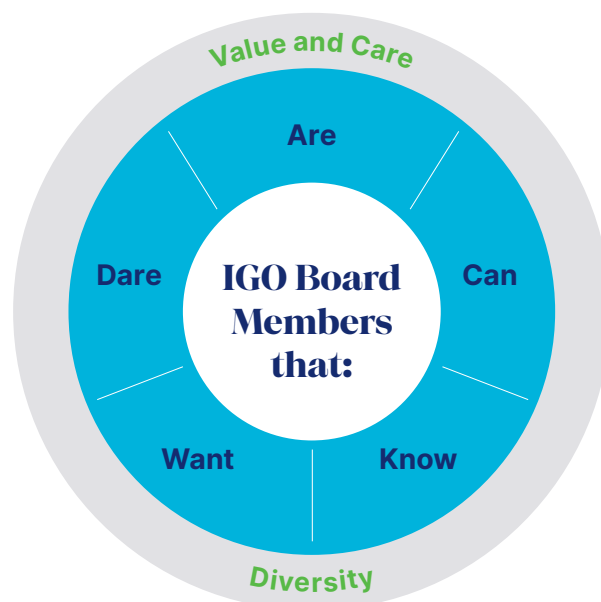 Value and Care
Are
Dare
Can
IGO Board
Members
that:
Want
Know
Diversity